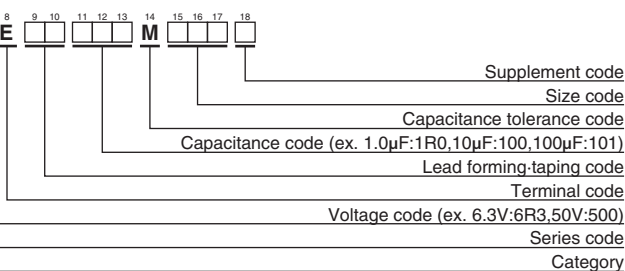 8 9 10 11 12 13 14 15 16 17 18
E M
Supplement code
Size code
Capacitance tolerance code
Capacitance code (ex. 1.0μF:1R0,10μF:100,100μF:101)
Lead forming·taping code
Terminal code
Voltage code (ex. 6.3V:6R3,50V:500)
Series code
Category